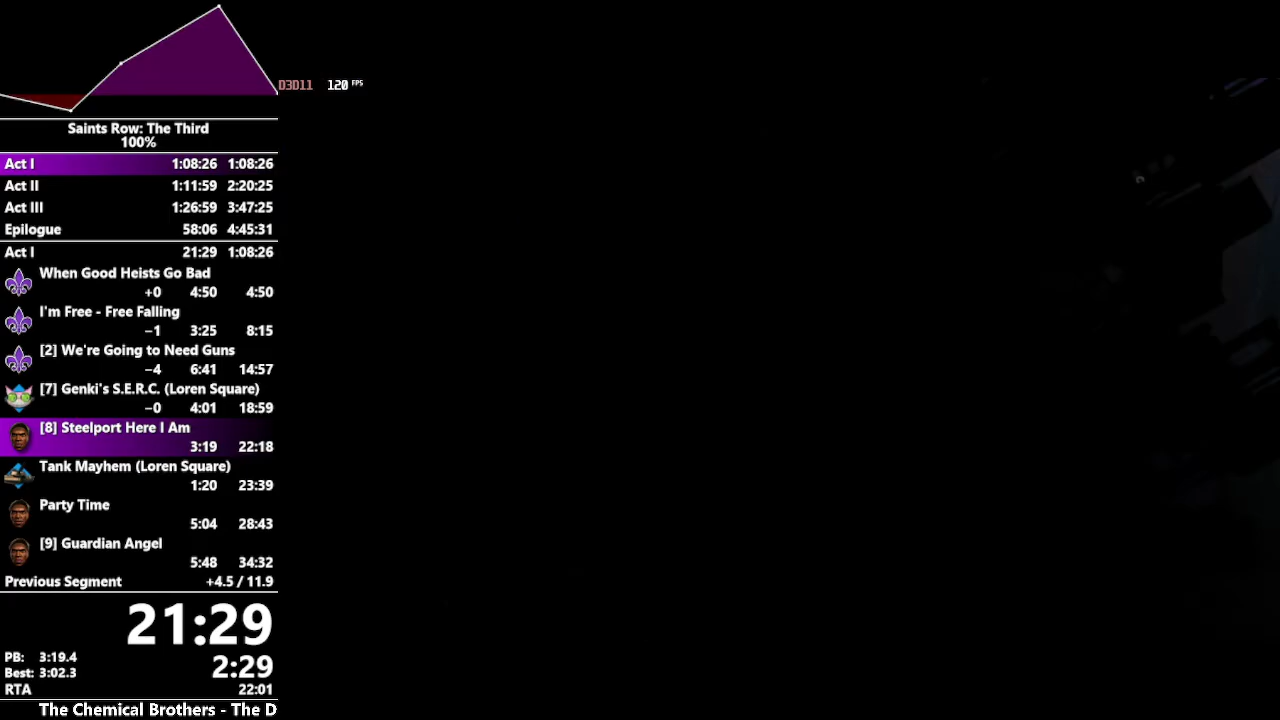 D3D11 120 FPS
Saints Row: The Third
100%
Act I 1:08:26 1:08:26
Act II 1:11:59 2:20:25
Act III 1:26:59 3:47:25
Epilogue 58:06 4:45:31
Act I 21:29 1:08:26
When Good Heists Go Bad
+0 4:50 4:50
I'm Free - Free Falling
−1 3:25 8:15
[2] We're Going to Need Guns
−4 6:41 14:57
[7] Genki's S.E.R.C. (Loren Square)
−0 4:01 18:59
[8] Steelport Here I Am
3:19 22:18
Tank Mayhem (Loren Square)
1:20 23:39
Party Time
5:04 28:43
[9] Guardian Angel
5:48 34:32
Previous Segment +4.5 / 11.9
21:29
PB: 3:19.4
Best: 3:02.3
2:29
RTA 22:01
The Chemical Brothers - The D